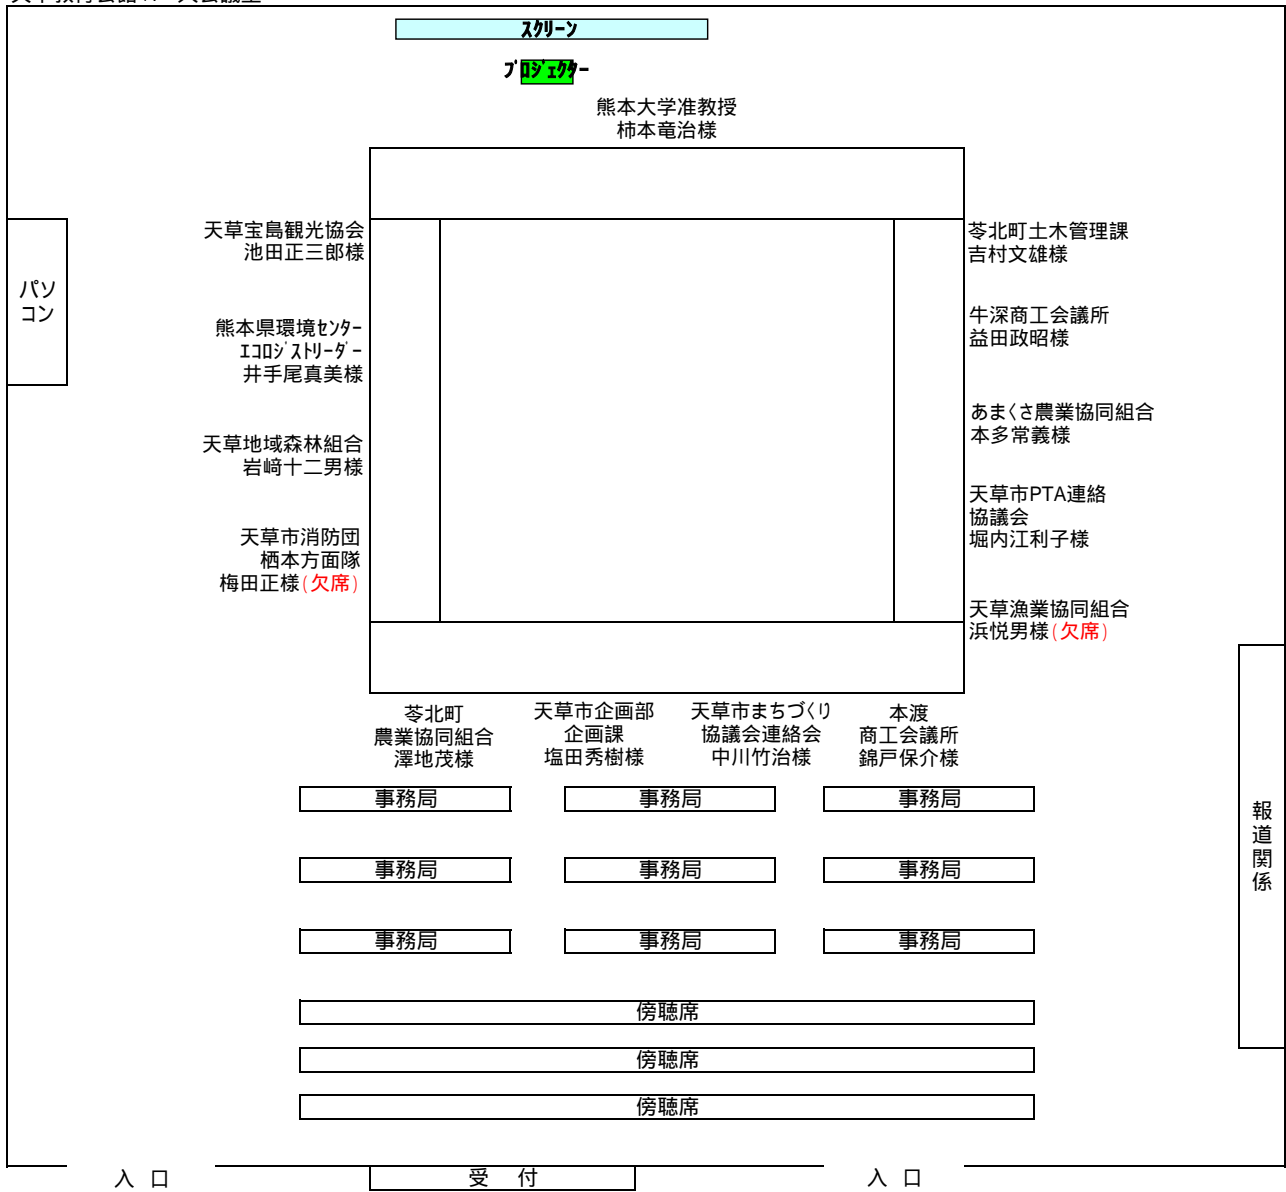 スクリーン
プロジェクター
熊本大学准教授
柿本竜治様
天草宝島観光協会
池田正三郎様
苓北町土木管理課
吉村文雄様
パソ
コン
熊本県環境センター
エコロジストリーダー
井手尾真美様
牛深商工会議所
益田政昭様
天草地域森林組合
岩﨑十二男様
あまくさ農業協同組合
本多常義様
天草市消防団
栖本方面隊
梅田正様(欠席)
天草市PTA連絡
協議会
堀内江利子様
天草漁業協同組合
浜悦男様(欠席)
苓北町
農業協同組合
澤地茂様
天草市企画部
企画課
塩田秀樹様
天草市まちづくり
協議会連絡会
中川竹治様
本渡
商工会議所
錦戸保介様
事務局 事務局 事務局
事務局 事務局 事務局
事務局 事務局 事務局
報道関係
傍聴席
傍聴席
傍聴席
入 口 受 付 入 口